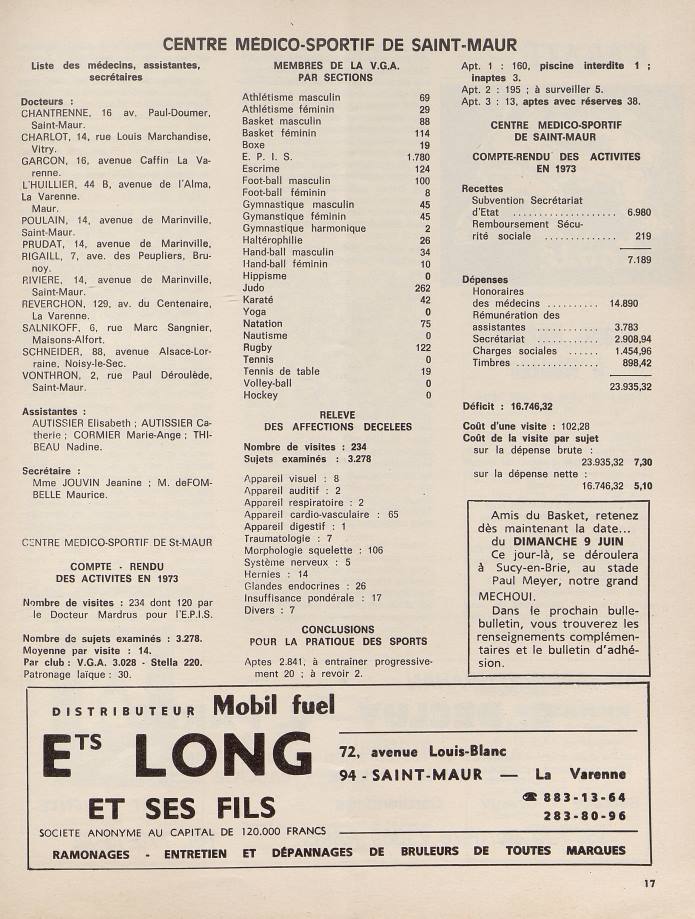 CENTRE MÉDICO-SPORTIF DE SAINT-MAUR
Liste des médecins, assistantes,
secrétaires
Docteurs :
CHANTRENNE, 16 av. Paul-Doumer,
Saint-Maur.
CHARLOT, 14, rue Louis Marchandise,
Vitry.
GARCON, 16, avenue Caffin La Va-
renne.
L'HUILLIER, 44 B, avenue de l'Alma,
La Varenne.
Maur.
POULAIN, 14, avenue de Marinville,
Saint-Maur.
PRUDAT, 14, avenue de Marinville,
RIGAILL, 7, ave. des Peupliers, Bru-
noy.
RIVIERE, 14, avenue de Marinville,
Saint-Maur.
REVERCHON, 129, av. du Centenaire,
La Varenne.
SALNIKOFF, 6, rue Marc Sangnier,
Maisons-Alfort.
SCHNEIDER, 88, avenue Alsace-Lor-
raine, Noisy-le-Sec.
VONTHRON, 2, rue Paul Déroulède,
Saint-Maur.
Assistantes :
AUTISSIER Elisabeth ; AUTISSIER Ca-
therie ; CORMIER Marie-Ange ; THI-
BEAU Nadine.
Secrétaire :
Mme JOUVIN Jeanine ; M. deFOM-
BELLE Maurice.
CENTRE MEDICO-SPORTIF DE St-MAUR
COMPTE - RENDU
DES ACTIVITES EN 1973
Nombre de visites : 234 dont 120 par
le Docteur Mardrus pour l'E.P.I.S.
Nombre de sujets examinés : 3.278.
Moyenne par visite : 14.
Par club : V.G.A. 3.028 - Stella 220.
Patronage laïque : 30.
MEMBRES DE LA V.G.A.
PAR SECTIONS
Athlétisme masculin 69
Athlétisme féminin 29
Basket masculin 88
Basket féminin 114
Boxe 19
E. P. I. S. 1.780
Escrime 124
Foot-ball masculin 100
Foot-ball féminin 8
Gymnastique masculin 45
Gymanstique féminin 45
Gymnastique harmonique 2
Haltérophilie 26
Hand-ball masculin 34
Hand-ball féminin 10
Hippisme 0
Judo 262
Karaté 42
Yoga 0
Natation 75
Nautisme 0
Rugby 122
Tennis 0
Tennis de table 19
Volley-ball 0
Hockey 0
RELEVE
DES AFFECTIONS DECELEES
Nombre de visites : 234
Sujets examinés : 3.278
Appareil visuel : 8
Appareil auditif : 2
Appareil respiratoire : 2
Appareil cardio-vasculaire : 65
Appareil digestif : 1
Traumatologie : 7
Morphologie squelette : 106
Système nerveux : 5
Hernies : 14
Glandes endocrines : 26
Insuffisance pondérale : 17
Divers : 7
CONCLUSIONS
POUR LA PRATIQUE DES SPORTS
Aptes 2.841, à entraîner progressive-
ment 20 ; à revoir 2.
Apt. 1 : 160, piscine interdite 1 ;
inaptes 3.
Apt. 2 : 195 ; à surveiller 5.
Apt. 3 : 13, aptes avec réserves 38.
CENTRE MEDICO-SPORTIF
DE SAINT-MAUR
COMPTE-RENDU DES ACTIVITES
EN 1973
Recettes
Subvention Secrétariat
d'Etat ................... 6.980
Remboursement Sécu-
rité sociale ............. 219
7.189
Dépenses
Honoraires
des médecins .......... 14.890
Rémunération des
assistantes ............ 3.783
Secrétariat ............ 2.908,94
Charges sociales ...... 1.454,96
Timbres ............... 898,42
23.935,32
Déficit : 16.746,32
Coût d'une visite : 102,28
Coût de la visite par sujet
sur la dépense brute :
23.935,32 7,30
sur la dépense nette :
16.746,32 5,10
Amis du Basket, retenez
dès maintenant la date...
du DIMANCHE 9 JUIN
Ce jour-là, se déroulera
à Sucy-en-Brie, au stade
Paul Meyer, notre grand
MECHOUI.
Dans le prochain bulle-
bulletin, vous trouverez les
renseignements complémen-
taires et le bulletin d'adhé-
sion.
DISTRIBUTEUR Mobil fuel
ETS LONG
ET SES FILS
SOCIETE ANONYME AU CAPITAL DE 120.000 FRANCS
72, avenue Louis-Blanc
94 - SAINT-MAUR — La Varenne
☎ 883-13-64
283-80-96
RAMONAGES - ENTRETIEN ET DÉPANNAGES DE BRULEURS DE TOUTES MARQUES
17